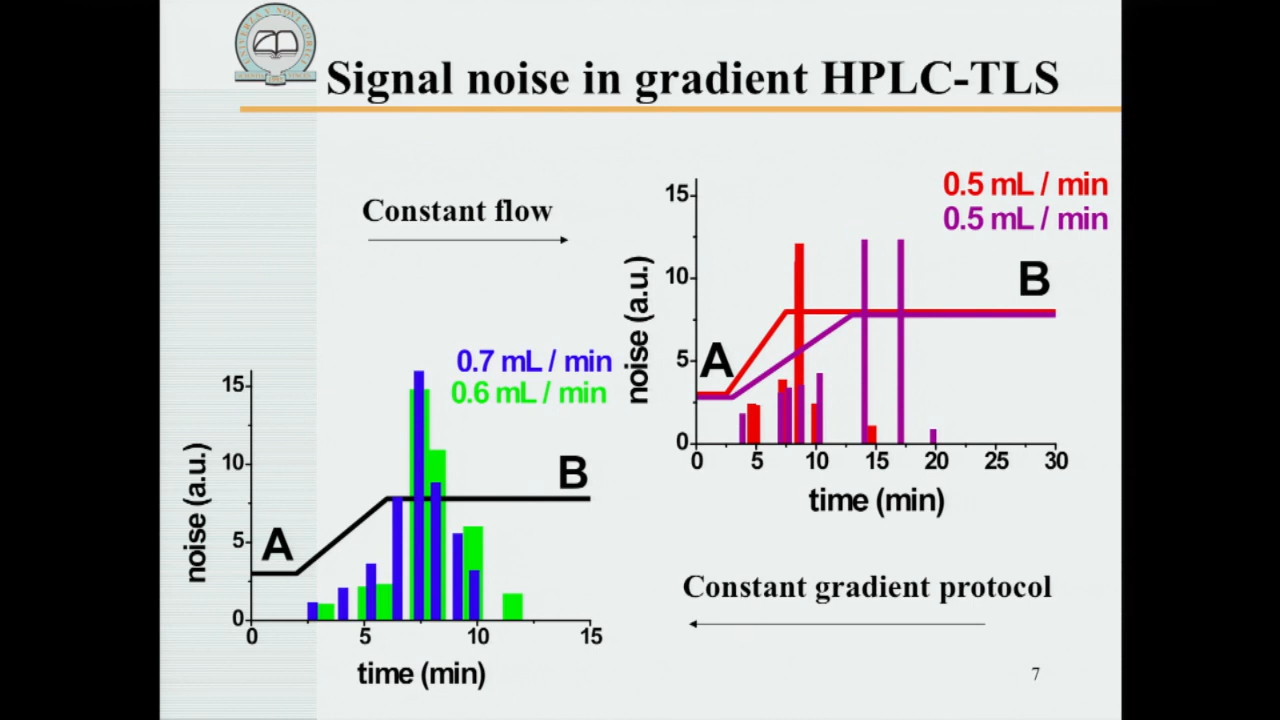 Signal noise in gradient HPLC-TLS
Constant flow
0.7 mL / min
0.6 mL / min
noise (a.u.)
15
10
5
0
A
B
0
5
10
15
time (min)
0.5 mL / min
0.5 mL / min
noise (a.u.)
15
10
5
0
A
B
0
5
10
15
20
25
30
time (min)
Constant gradient protocol
7